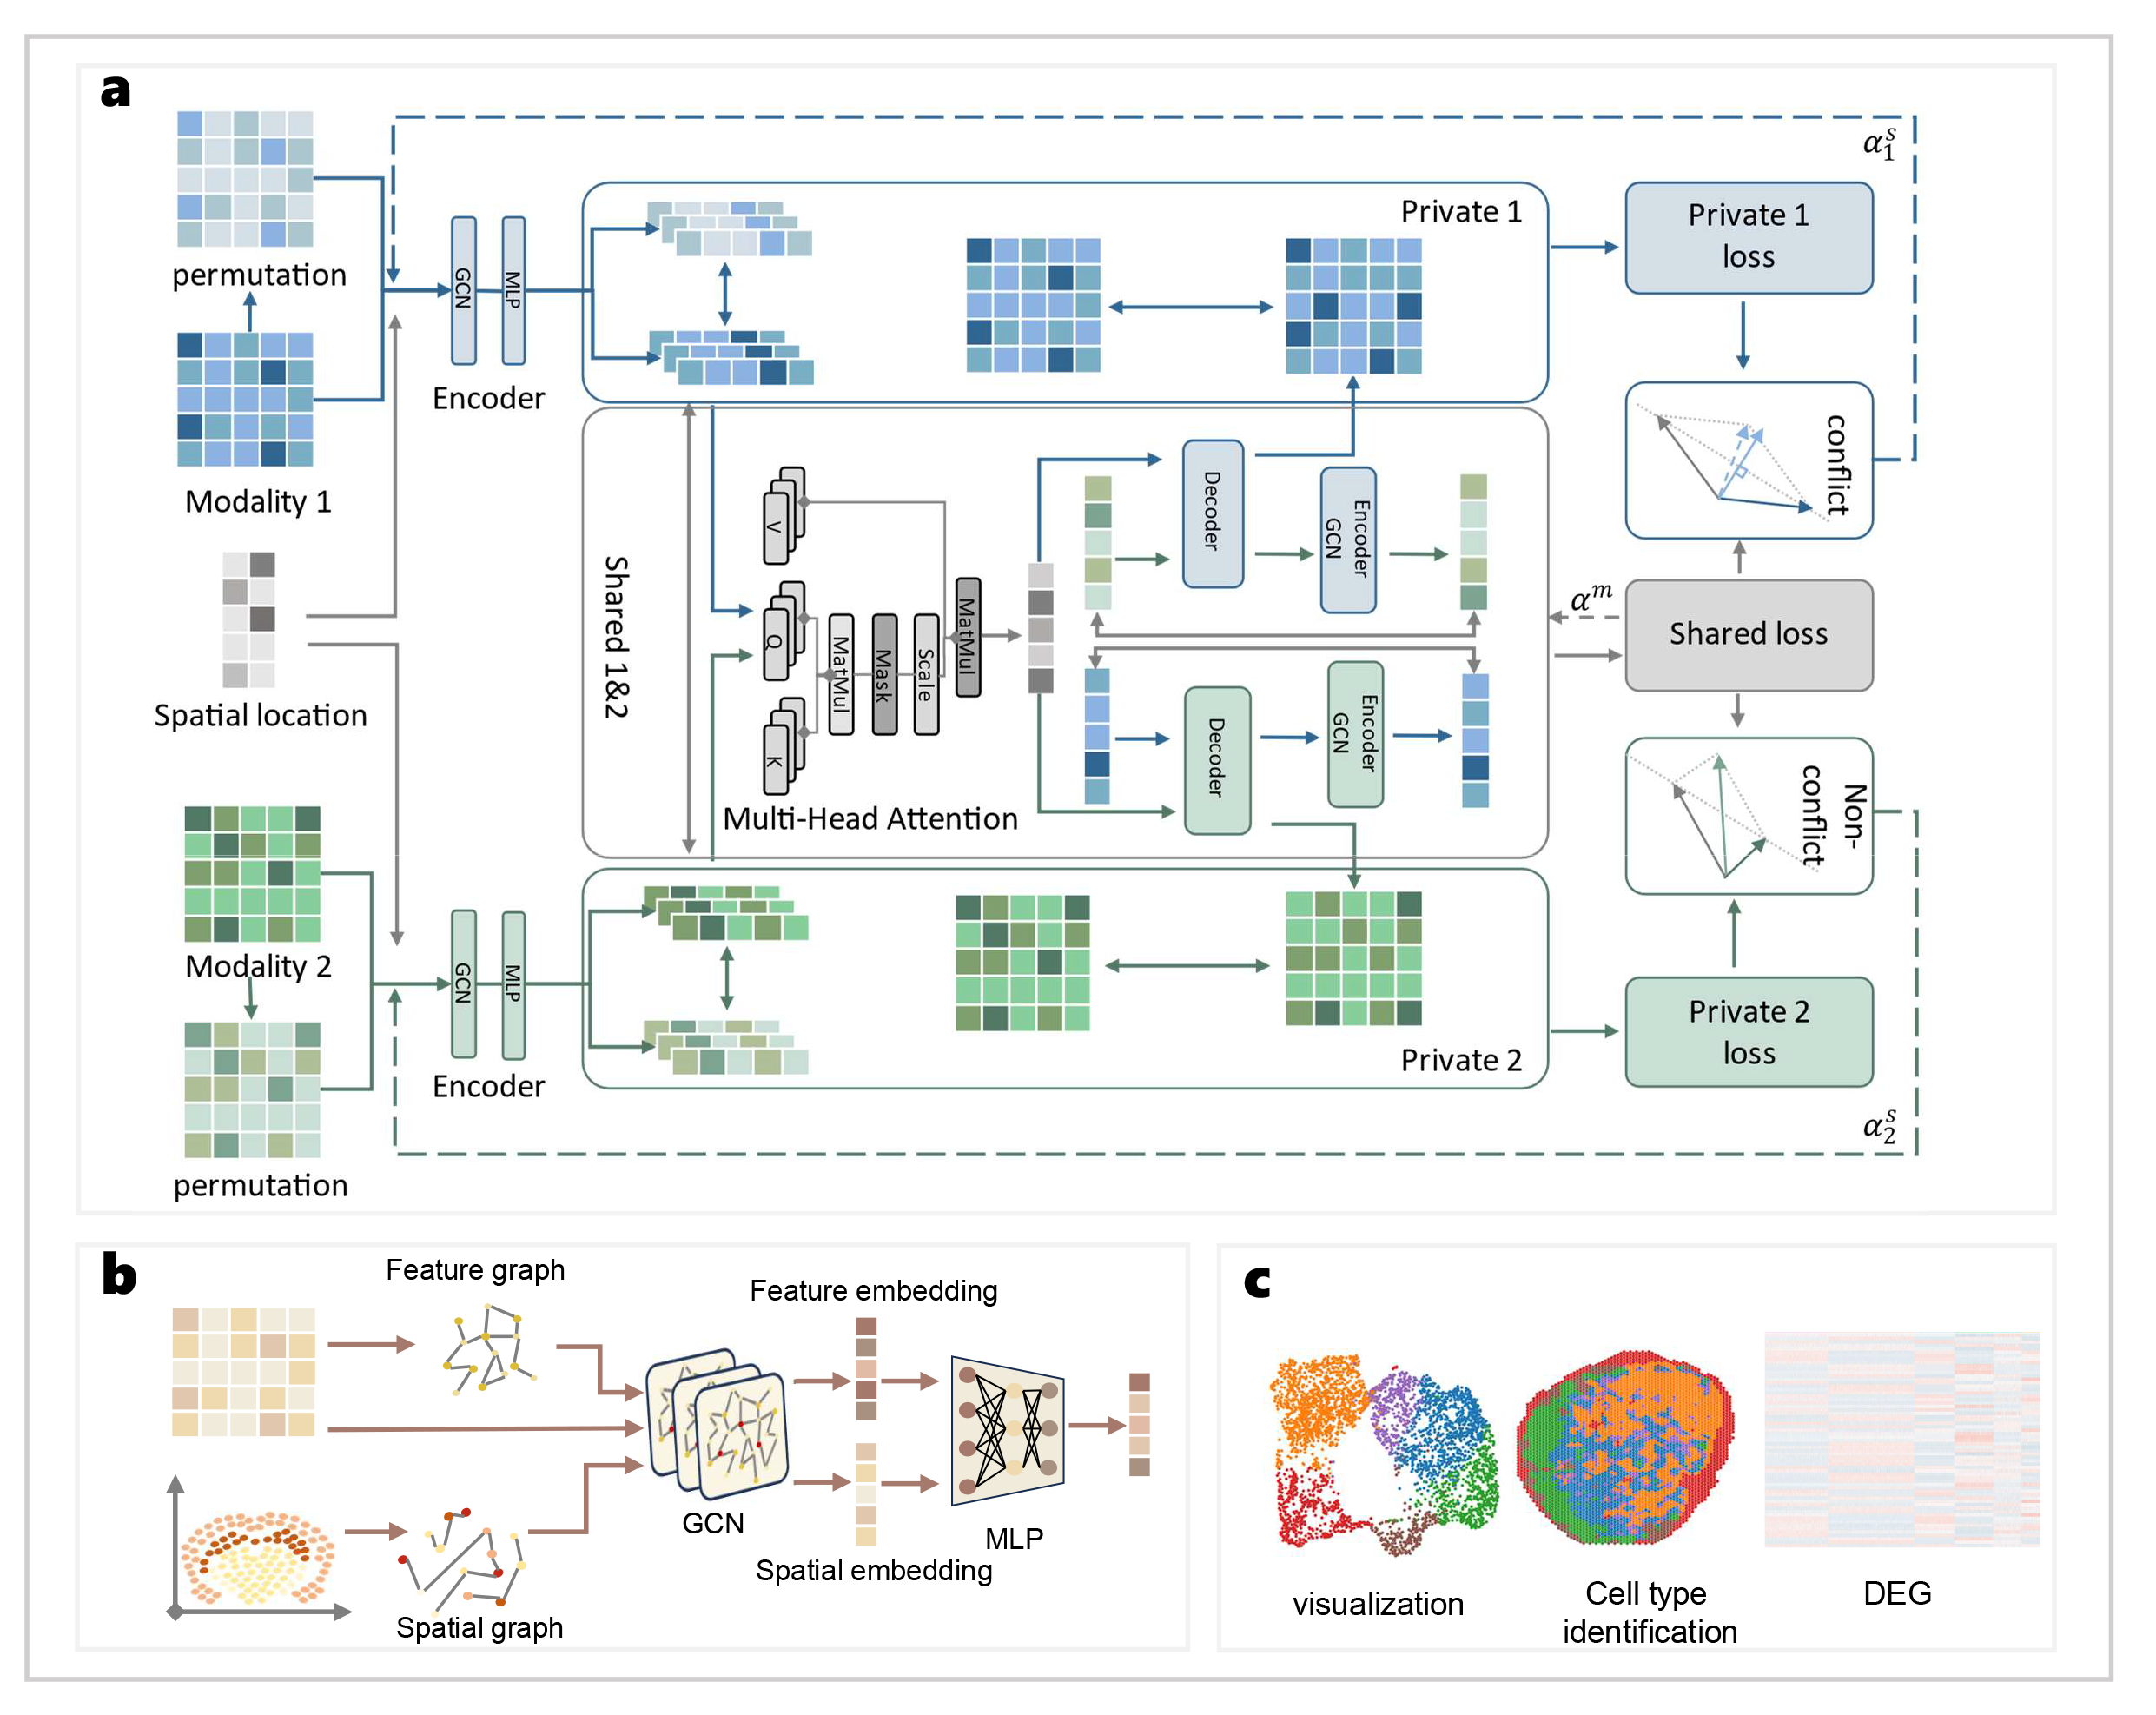 a
permutation
Modality 1
Spatial location
Modality 2
permutation
GCN
MLP
Encoder
GCN
MLP
Encoder
Private 1
Shared 1&2
V
Q
K
MatMul
Mask
Scale
MatMul
Multi-Head Attention
Decoder
Encoder
GCN
Decoder
Encoder
GCN
Private 2
α₁ˢ
Private 1
loss
conflict
αᵐ
Shared loss
Non-
conflict
Private 2
loss
α₂ˢ
b
Feature graph
Spatial graph
GCN
Feature embedding
Spatial embedding
MLP
c
visualization
Cell type
identification
DEG